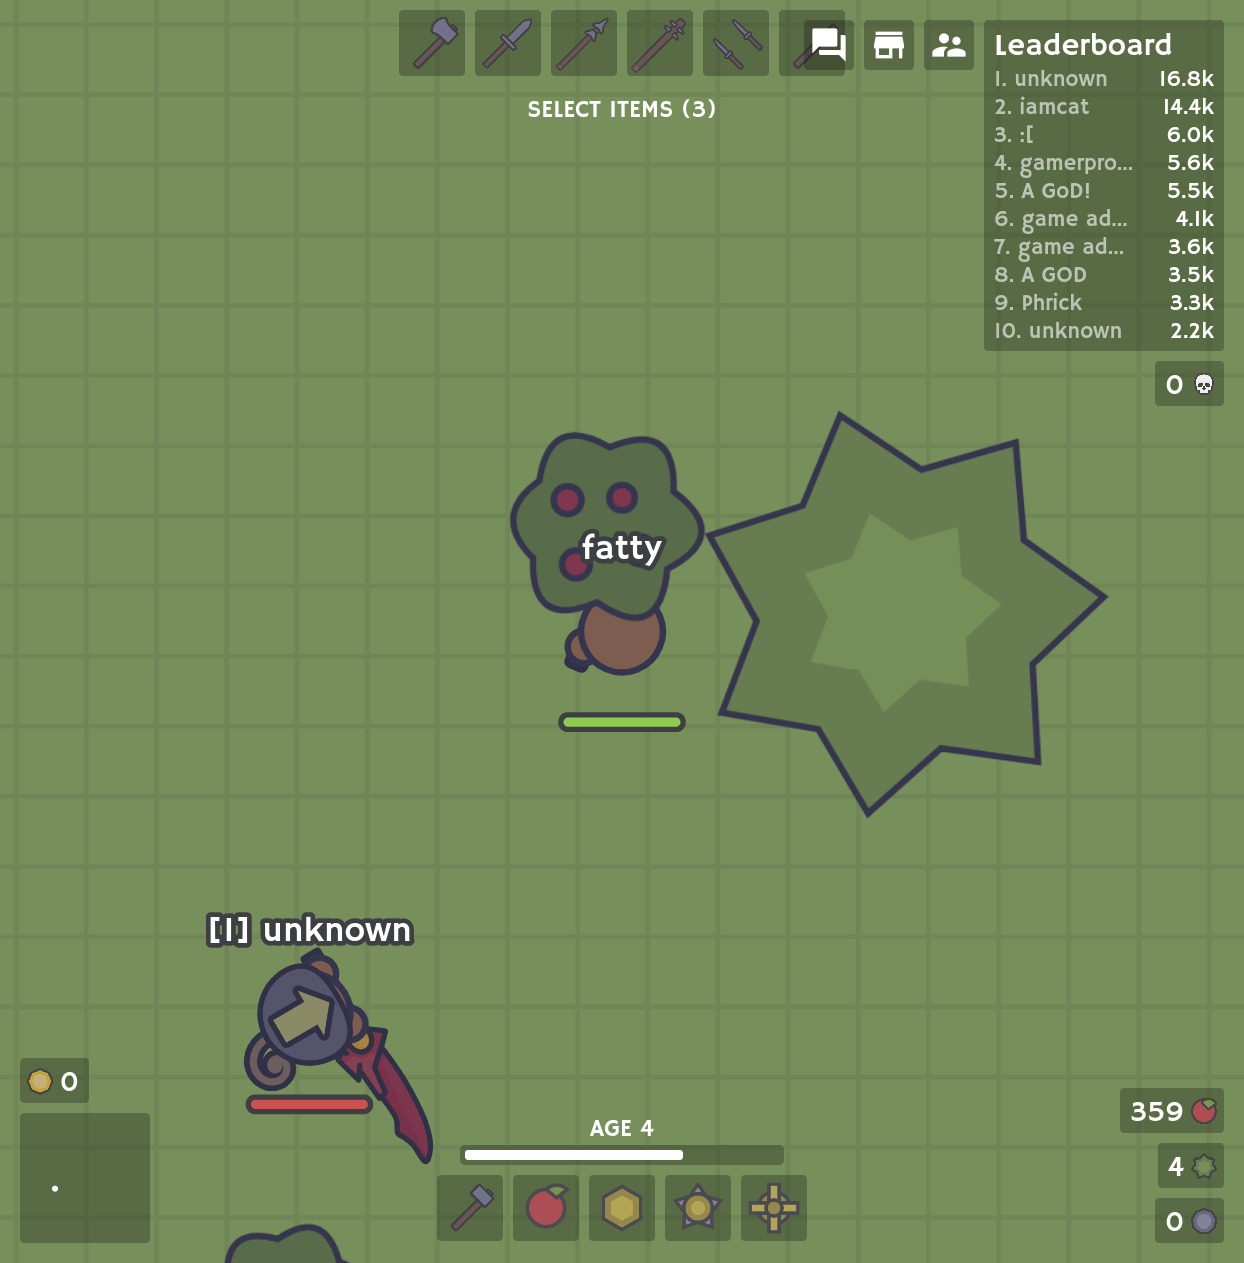 SELECT ITEMS (3)
Leaderboard
1. unknown 16.8k
2. iamcat 14.4k
3. :[ 6.0k
4. gamerpro... 5.6k
5. A GoD! 5.5k
6. game ad... 4.1k
7. game ad... 3.6k
8. A GOD 3.5k
9. Phrick 3.3k
10. unknown 2.2k
0
fatty
[I] unknown
0
AGE 4
359
4
0